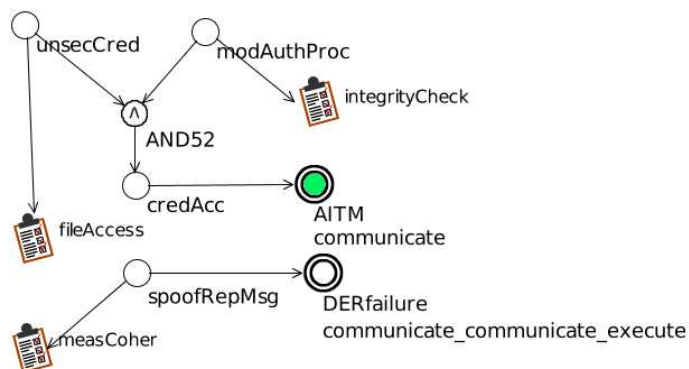 unsecCred
modAuthProc
integrityCheck
∧
AND52
credAcc
AITM
communicate
fileAccess
spoofRepMsg
DERfailure
communicate_communicate_execute
measCoher